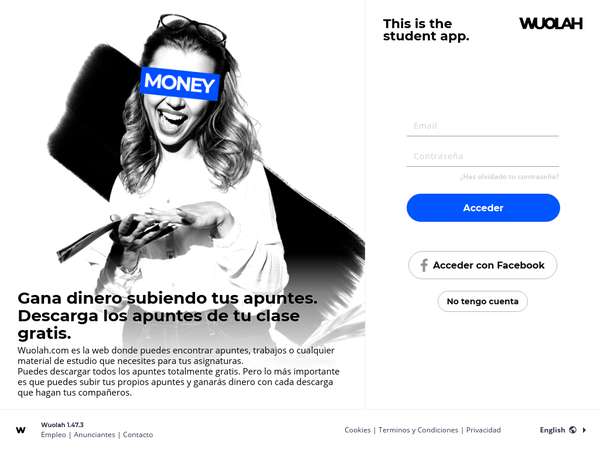 MONEY
Gana dinero subiendo tus apuntes.
Descarga los apuntes de tu clase
gratis.
Wuolah.com es la web donde puedes encontrar apuntes, trabajos o cualquier
material de estudio que necesites para tus asignaturas.
Puedes descargar todos los apuntes totalmente gratis. Pero lo más importante
es que puedes subir tus propios apuntes y ganarás dinero con cada descarga
que hagan tus compañeros.
This is the
student app.
WUOLAH
Email
Contraseña
¿Has olvidado tu contraseña?
Acceder
Acceder con Facebook
No tengo cuenta
W
Wuolah 1.47.3
Empleo | Anunciantes | Contacto
Cookies | Terminos y Condiciones | Privacidad
English